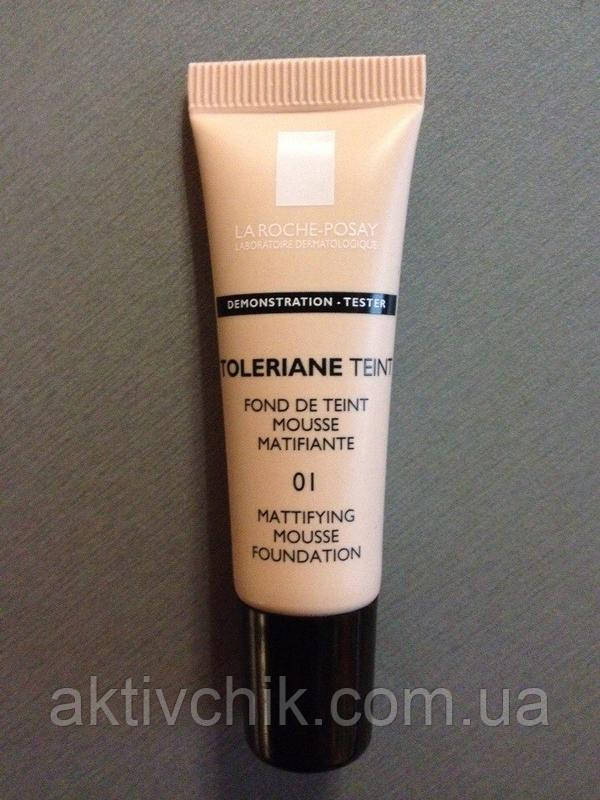 LA ROCHE-POSAY
LABORATOIRE DERMATOLOGIQUE
DEMONSTRATION - TESTER
TOLERIANE TEINT
FOND DE TEINT
MOUSSE
MATIFIANTE
01
MATTIFYING
MOUSSE
FOUNDATION
aktivchik.com.ua